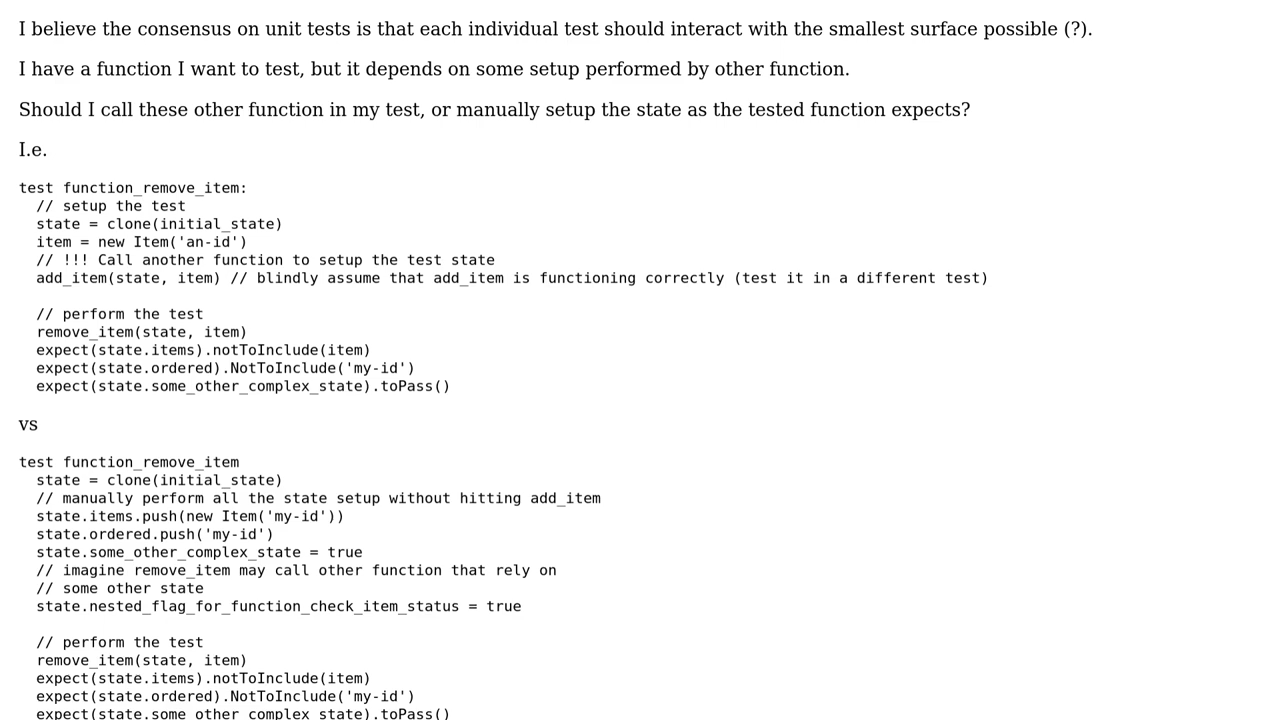 I believe the consensus on unit tests is that each individual test should interact with the smallest surface possible (?).
I have a function I want to test, but it depends on some setup performed by other function.
Should I call these other function in my test, or manually setup the state as the tested function expects?
I.e.
test function_remove_item:
  // setup the test
  state = clone(initial_state)
  item = new Item('an-id')
  // !!! Call another function to setup the test state
  add_item(state, item) // blindly assume that add_item is functioning correctly (test it in a different test)

  // perform the test
  remove_item(state, item)
  expect(state.items).notToInclude(item)
  expect(state.ordered).NotToInclude('my-id')
  expect(state.some_other_complex_state).toPass()
vs
test function_remove_item
  state = clone(initial_state)
  // manually perform all the state setup without hitting add_item
  state.items.push(new Item('my-id'))
  state.ordered.push('my-id')
  state.some_other_complex_state = true
  // imagine remove_item may call other function that rely on
  // some other state
  state.nested_flag_for_function_check_item_status = true

  // perform the test
  remove_item(state, item)
  expect(state.items).notToInclude(item)
  expect(state.ordered).NotToInclude('my-id')
  expect(state.some_other_complex_state).toPass()